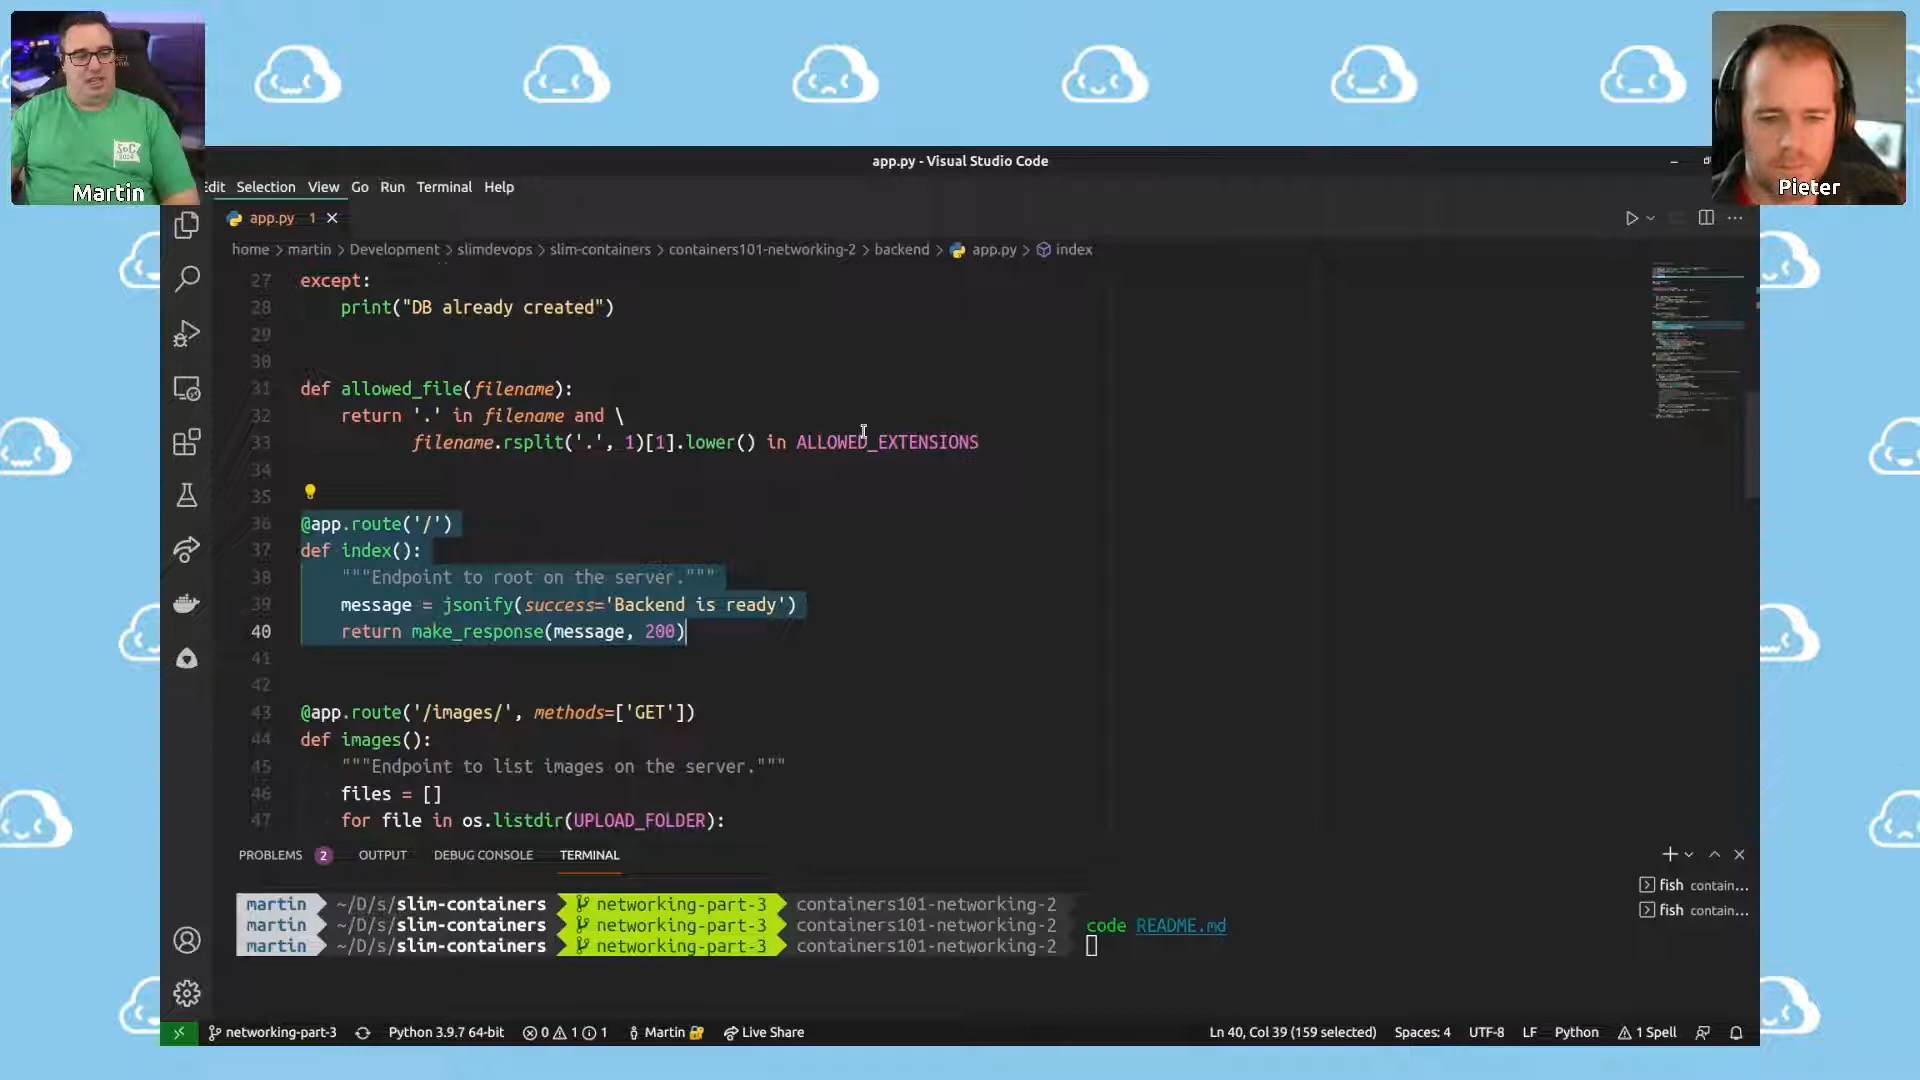 app.py - Visual Studio Code
SoC
Martin
Pieter
dit Selection View Go Run Terminal Help
app.py 1
home > martin > Development > slimdevops > slim-containers > containers101-networking-2 > backend > app.py > index
27 except:
28 print("DB already created")
29
30
31 def allowed_file(filename):
32 return '.' in filename and \
33 filename.rsplit('.', 1)[1].lower() in ALLOWED_EXTENSIONS
34
35
36 @app.route('/')
37 def index():
38 """Endpoint to root on the server."""
39 message = jsonify(success='Backend is ready')
40 return make_response(message, 200)
41
42
43 @app.route('/images/', methods=['GET'])
44 def images():
45 """Endpoint to list images on the server."""
46 files = []
47 for file in os.listdir(UPLOAD_FOLDER):
PROBLEMS 2 OUTPUT DEBUG CONSOLE TERMINAL
martin ~/D/s/slim-containers networking-part-3 containers101-networking-2
martin ~/D/s/slim-containers networking-part-3 containers101-networking-2 code README.md
martin ~/D/s/slim-containers networking-part-3 containers101-networking-2
fish contain...
fish contain...
networking-part-3 Python 3.9.7 64-bit 0 1 1 Martin Live Share Ln 40, Col 39 (159 selected) Spaces: 4 UTF-8 LF Python 1 Spell